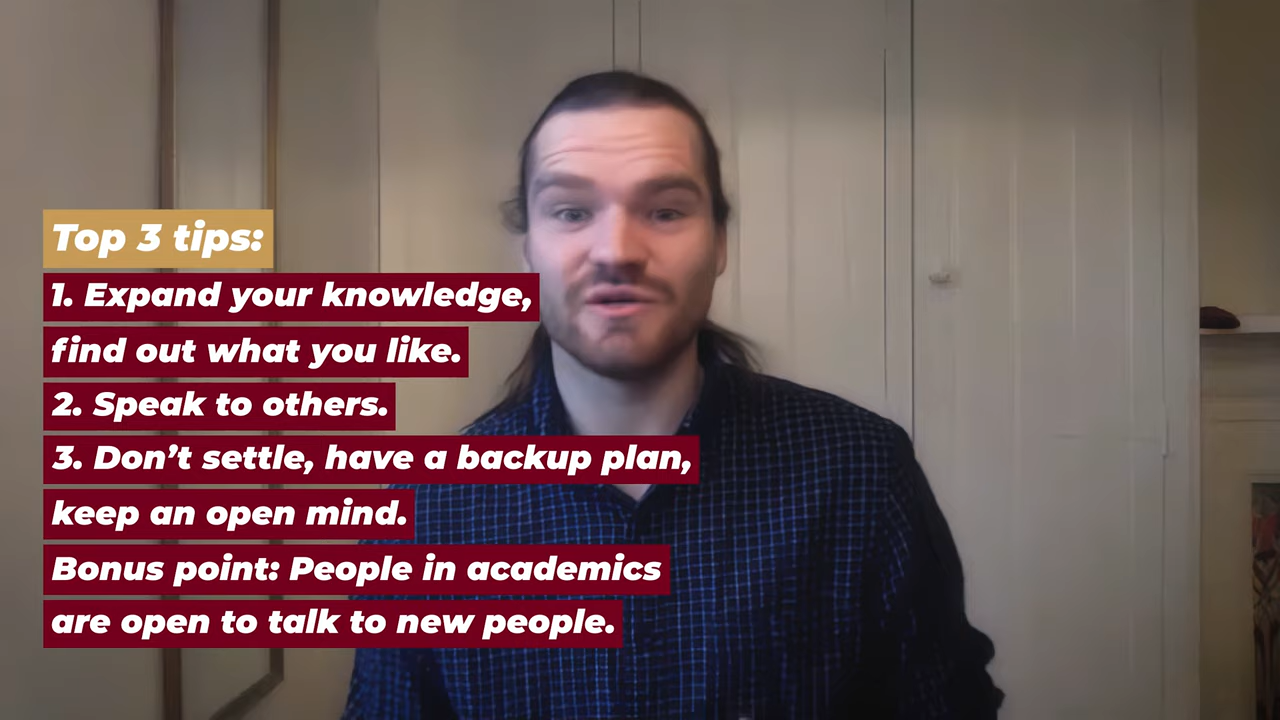 Top 3 tips:
1. Expand your knowledge,
find out what you like.
2. Speak to others.
3. Don’t settle, have a backup plan,
keep an open mind.
Bonus point: People in academics
are open to talk to new people.